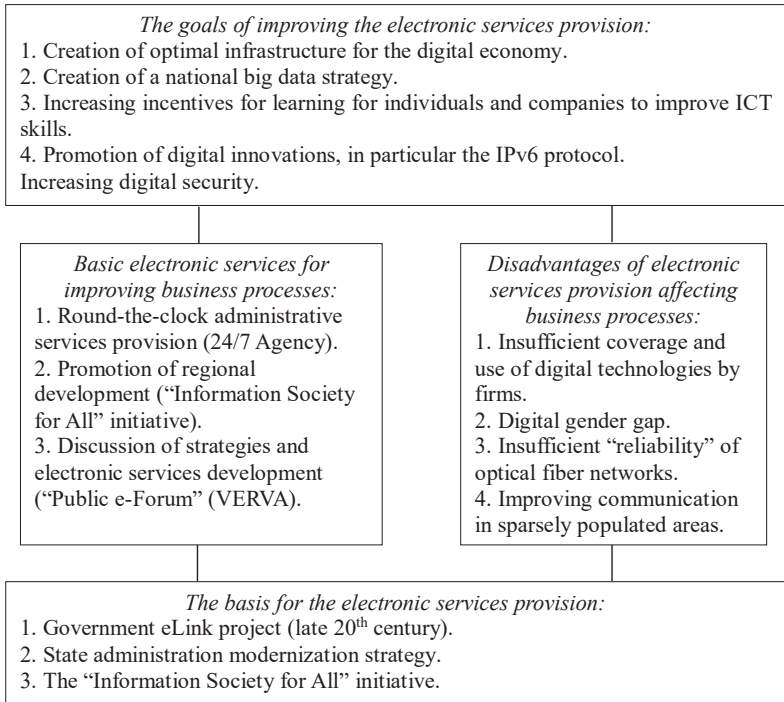 The goals of improving the electronic services provision:
1. Creation of optimal infrastructure for the digital economy.
2. Creation of a national big data strategy.
3. Increasing incentives for learning for individuals and companies to improve ICT
skills.
4. Promotion of digital innovations, in particular the IPv6 protocol.
Increasing digital security.
Basic electronic services for
improving business processes:
1. Round-the-clock administrative
services provision (24/7 Agency).
2. Promotion of regional
development (“Information Society
for All” initiative).
3. Discussion of strategies and
electronic services development
(“Public e-Forum” (VERVA).
Disadvantages of electronic
services provision affecting
business processes:
1. Insufficient coverage and
use of digital technologies by
firms.
2. Digital gender gap.
3. Insufficient “reliability” of
optical fiber networks.
4. Improving communication
in sparsely populated areas.
The basis for the electronic services provision:
1. Government eLink project (late 20th century).
2. State administration modernization strategy.
3. The “Information Society for All” initiative.